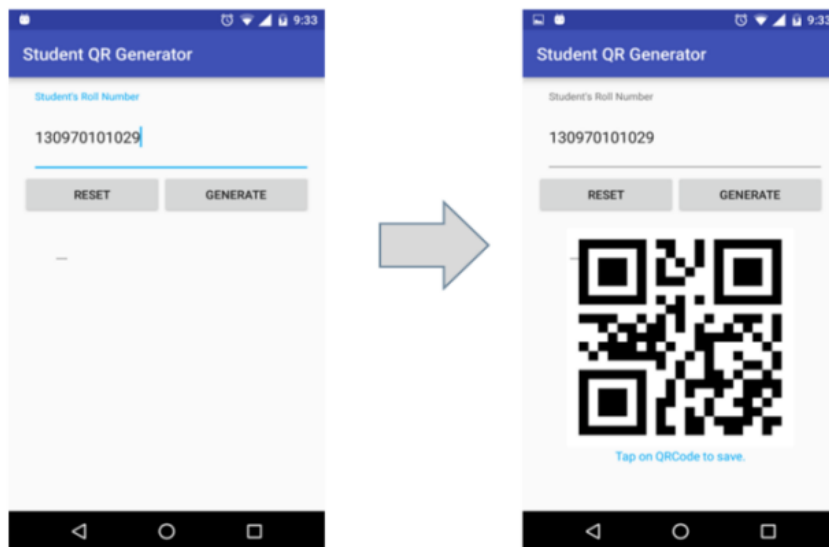 9:33
Student QR Generator
Student's Roll Number
130970101029
RESET GENERATE
9:33
Student QR Generator
Student's Roll Number
130970101029
RESET GENERATE
Tap on QRCode to save.